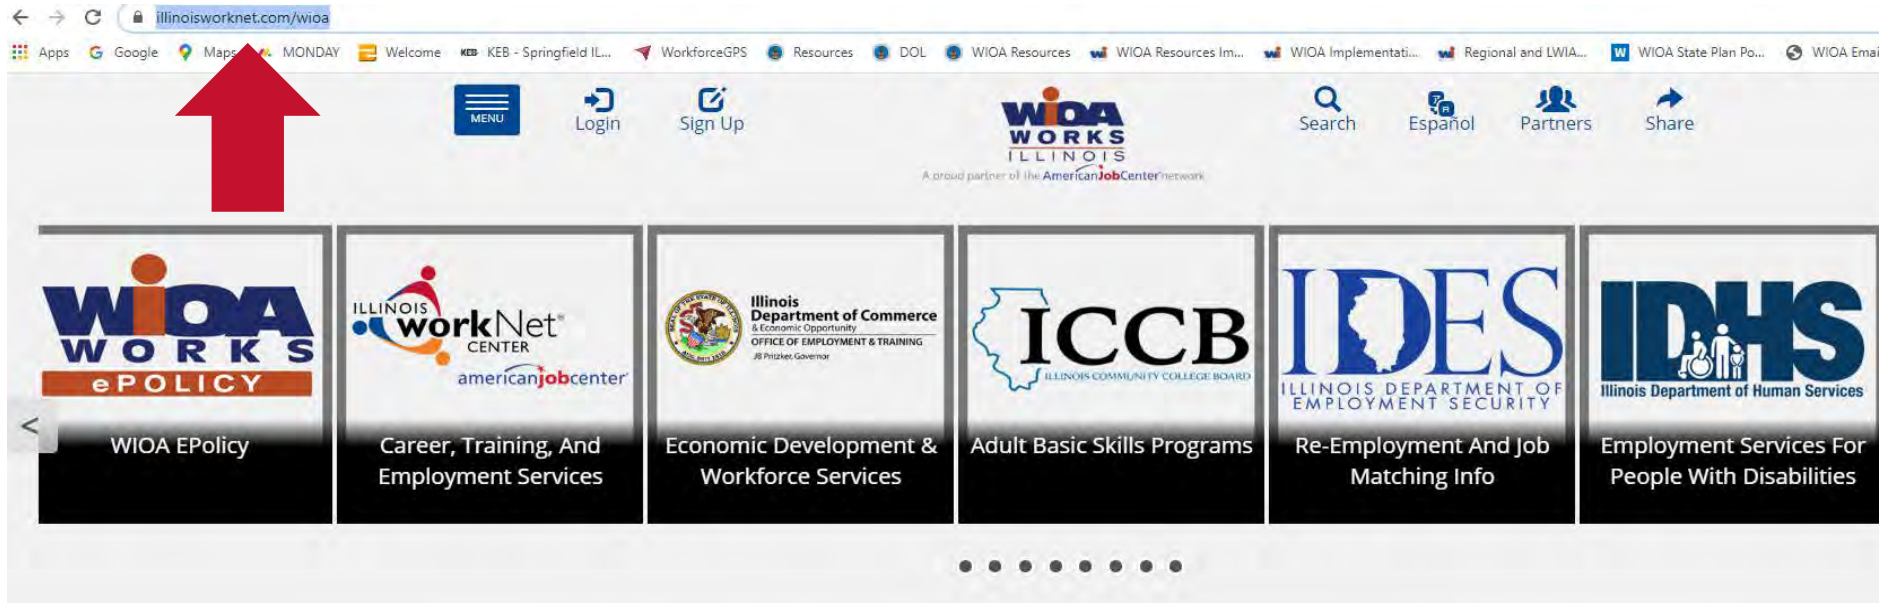 illinoisworknet.com/wioa
Apps Google Maps MONDAY Welcome KEB KEB - Springfield IL... WorkforceGPS Resources DOL WIOA Resources wi WIOA Resources Im... wi WIOA Implementati... wi Regional and LWIA... W WIOA State Plan Po... WIOA Emai
MENU
Login
Sign Up
WIOA
WORKS
ILLINOIS
A proud partner of the AmericanJobCenter network
Search
Español
Partners
Share
WIOA
WORKS
ePOLICY
WIOA EPolicy
ILLINOIS
workNet®
CENTER
americanjobcenter
Career, Training, And
Employment Services
Illinois
Department of Commerce
& Economic Opportunity
OFFICE OF EMPLOYMENT & TRAINING
JB Pritzker, Governor
Economic Development &
Workforce Services
ICCB
ILLINOIS COMMUNITY COLLEGE BOARD
Adult Basic Skills Programs
IDES
ILLINOIS DEPARTMENT OF
EMPLOYMENT SECURITY
Re-Employment And Job
Matching Info
IDHS
Illinois Department of Human Services
Employment Services For
People With Disabilities
<